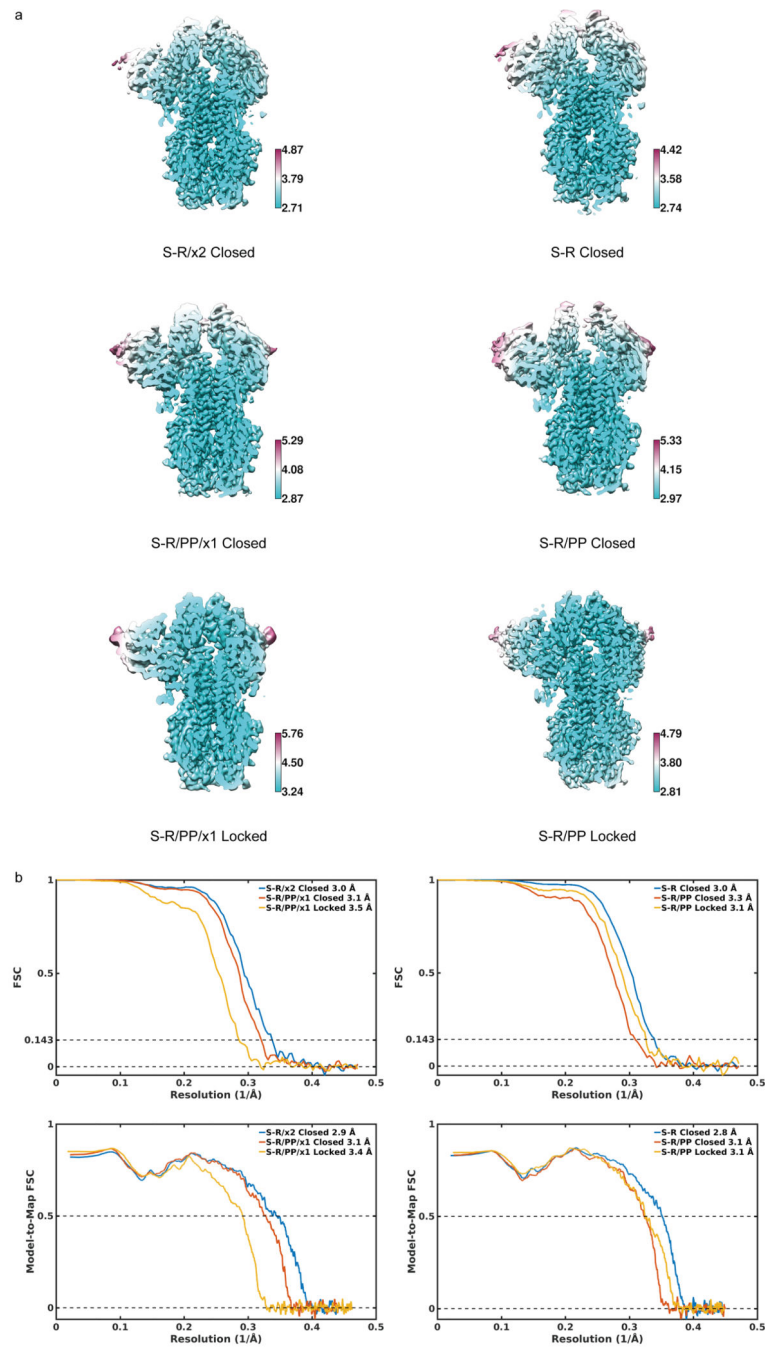 a
4.87
3.79
2.71
S-R/x2 Closed
4.42
3.58
2.74
S-R Closed
5.29
4.08
2.87
S-R/PP/x1 Closed
5.33
4.15
2.97
S-R/PP Closed
5.76
4.50
3.24
S-R/PP/x1 Locked
4.79
3.80
2.81
S-R/PP Locked
b
S-R/x2 Closed 3.0 Å
S-R/PP/x1 Closed 3.1 Å
S-R/PP/x1 Locked 3.5 Å
1
0.5
0.143
0
FSC
0 0.1 0.2 0.3 0.4 0.5
Resolution (1/Å)
S-R Closed 3.0 Å
S-R/PP Closed 3.3 Å
S-R/PP Locked 3.1 Å
1
0.5
0.143
0
FSC
0 0.1 0.2 0.3 0.4 0.5
Resolution (1/Å)
S-R/x2 Closed 2.9 Å
S-R/PP/x1 Closed 3.1 Å
S-R/PP/x1 Locked 3.4 Å
1
0.5
0
Model-to-Map FSC
0 0.1 0.2 0.3 0.4 0.5
Resolution (1/Å)
S-R Closed 2.8 Å
S-R/PP Closed 3.1 Å
S-R/PP Locked 3.1 Å
1
0.5
0
Model-to-Map FSC
0 0.1 0.2 0.3 0.4 0.5
Resolution (1/Å)